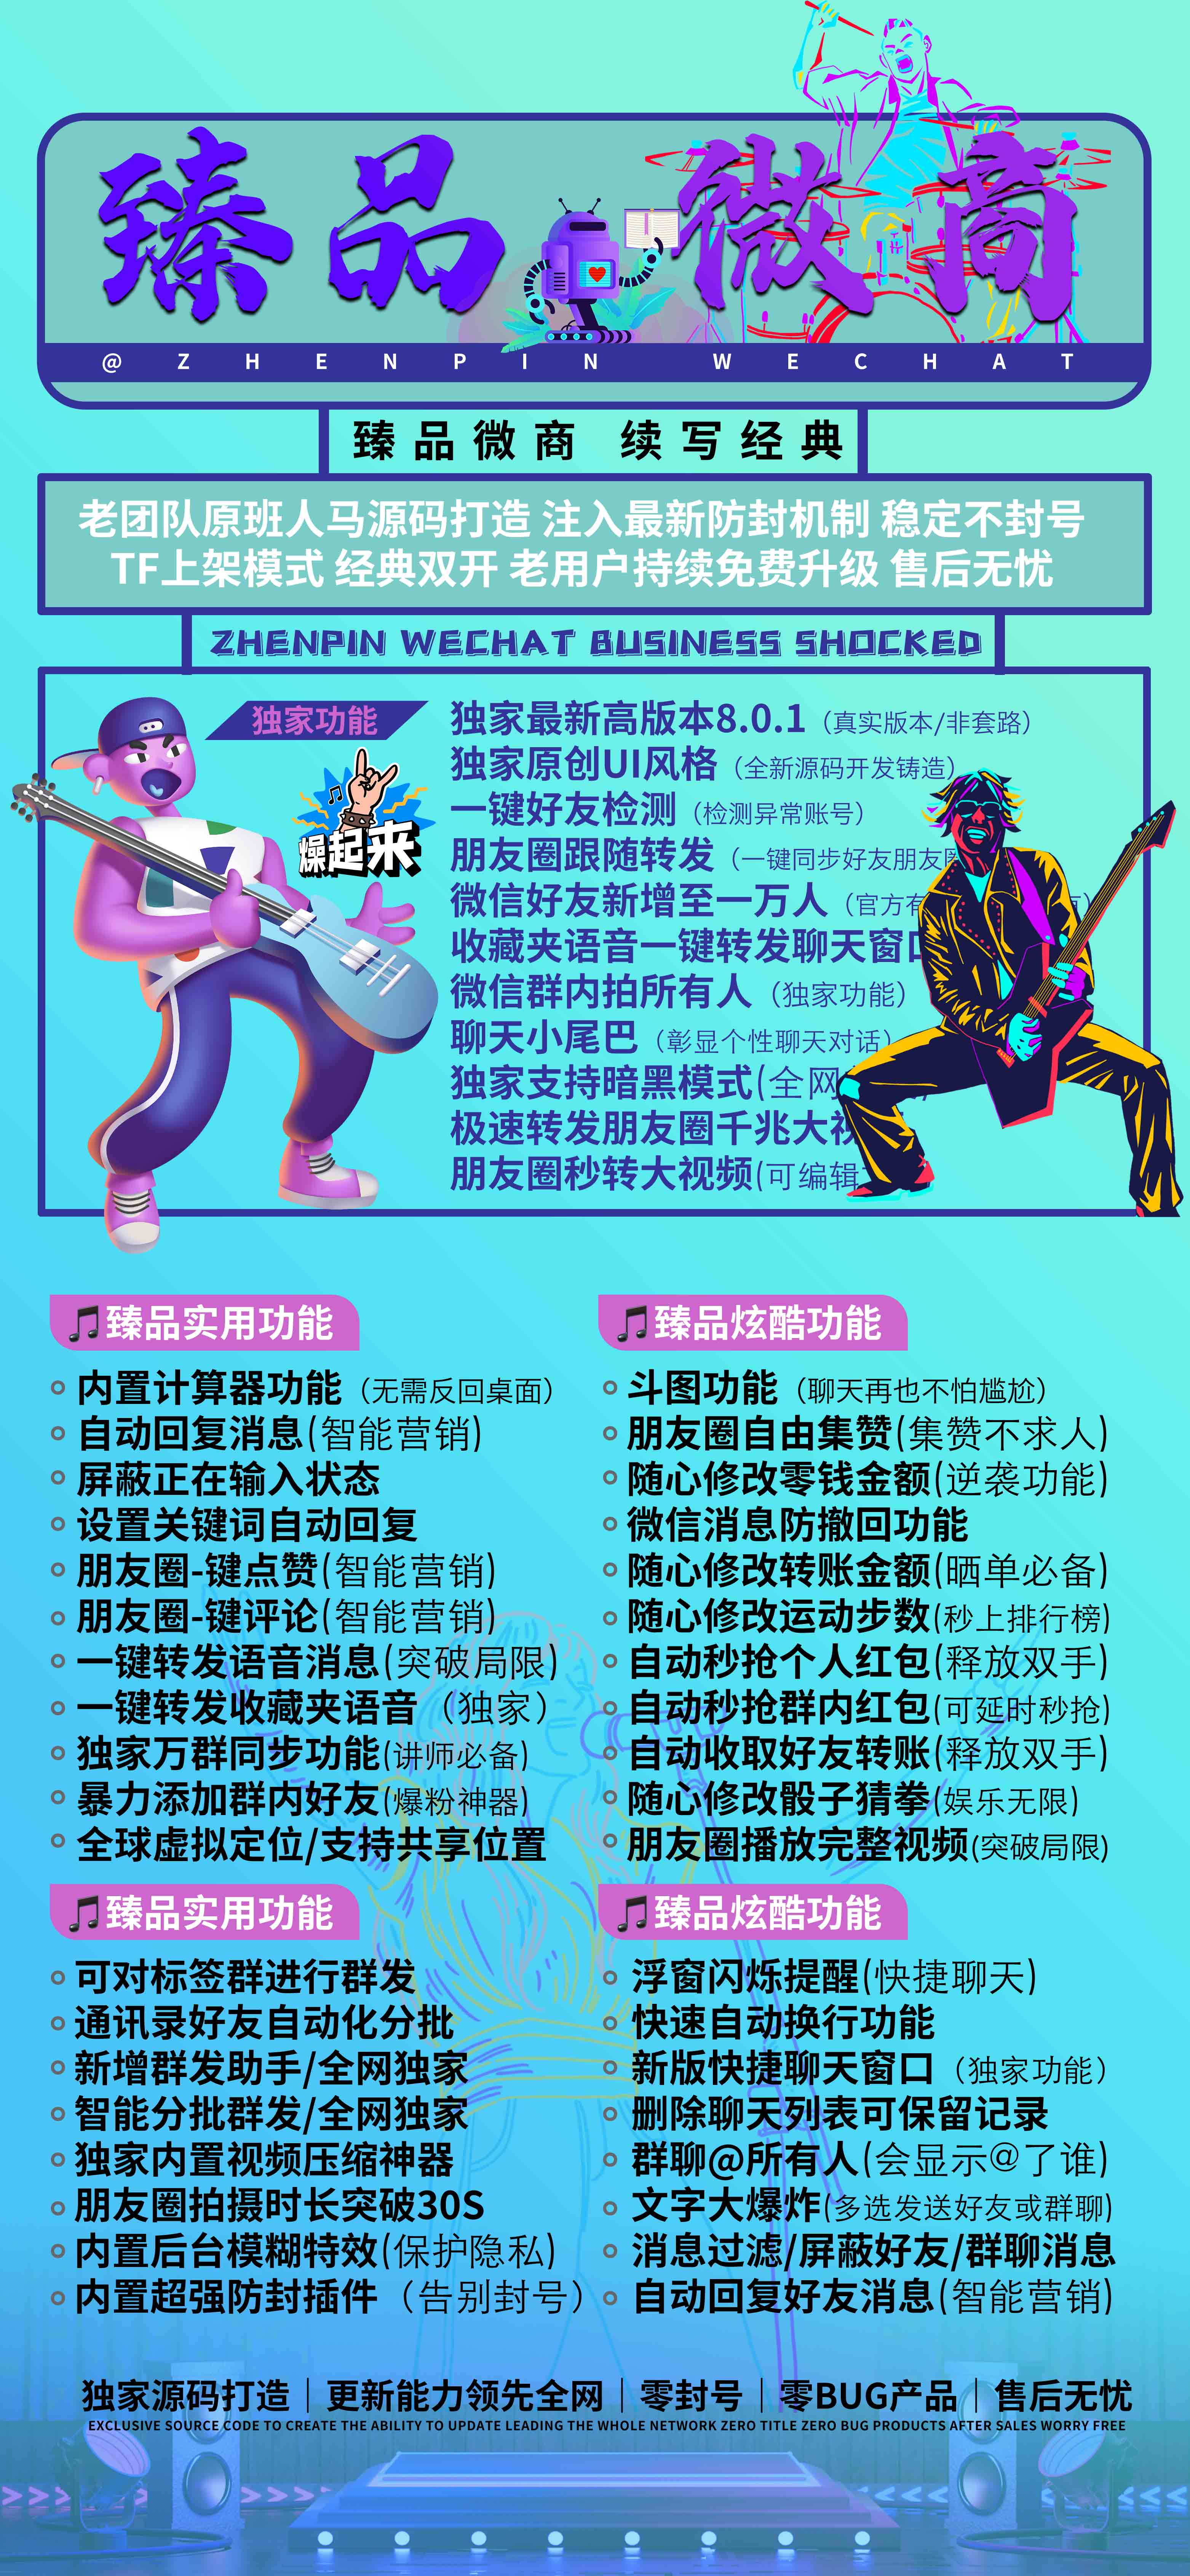 臻品微商
@ZHENPIN WECHAT
臻品微商 续写经典
老团队原班人马源码打造 注入最新防封机制 稳定不封号
TF上架模式 经典双开 老用户持续免费升级 售后无忧
ZHENPIN WECHAT BUSINESS SHOCKED
独家功能
燥起来
独家最新高版本8.0.1（真实版本/非套路）
独家原创UI风格（全新源码开发铸造）
一键好友检测（检测异常账号）
朋友圈跟随转发（一键同步好友朋友圈
微信好友新增至一万人（官方有
收藏夹语音一键转发聊天窗口
微信群内拍所有人（独家功能）
聊天小尾巴（彰显个性聊天对话）
独家支持暗黑模式(全网
极速转发朋友圈千兆大视
朋友圈秒转大视频(可编辑
臻品实用功能
内置计算器功能（无需反回桌面）
自动回复消息(智能营销)
屏蔽正在输入状态
设置关键词自动回复
朋友圈-键点赞(智能营销)
朋友圈-键评论(智能营销)
一键转发语音消息(突破局限)
一键转发收藏夹语音（独家）
独家万群同步功能(讲师必备)
暴力添加群内好友(爆粉神器)
全球虚拟定位/支持共享位置
臻品炫酷功能
斗图功能（聊天再也不怕尴尬）
朋友圈自由集赞(集赞不求人)
随心修改零钱金额(逆袭功能)
微信消息防撤回功能
随心修改转账金额(晒单必备)
随心修改运动步数(秒上排行榜)
自动秒抢个人红包(释放双手)
自动秒抢群内红包(可延时秒抢)
自动收取好友转账(释放双手)
随心修改骰子猜拳(娱乐无限)
朋友圈播放完整视频(突破局限)
臻品实用功能
可对标签群进行群发
通讯录好友自动化分批
新增群发助手/全网独家
智能分批群发/全网独家
独家内置视频压缩神器
朋友圈拍摄时长突破30S
内置后台模糊特效(保护隐私)
内置超强防封插件（告别封号）
臻品炫酷功能
浮窗闪烁提醒(快捷聊天)
快速自动换行功能
新版快捷聊天窗口（独家功能）
删除聊天列表可保留记录
群聊@所有人(会显示@了谁)
文字大爆炸(多选发送好友或群聊)
消息过滤/屏蔽好友/群聊消息
自动回复好友消息(智能营销)
独家源码打造｜更新能力领先全网｜零封号｜零BUG产品｜售后无忧
EXCLUSIVE SOURCE CODE TO CREATE THE ABILITY TO UPDATE LEADING THE WHOLE NETWORK ZERO TITLE ZERO BUG PRODUCTS AFTER SALES WORRY FREE